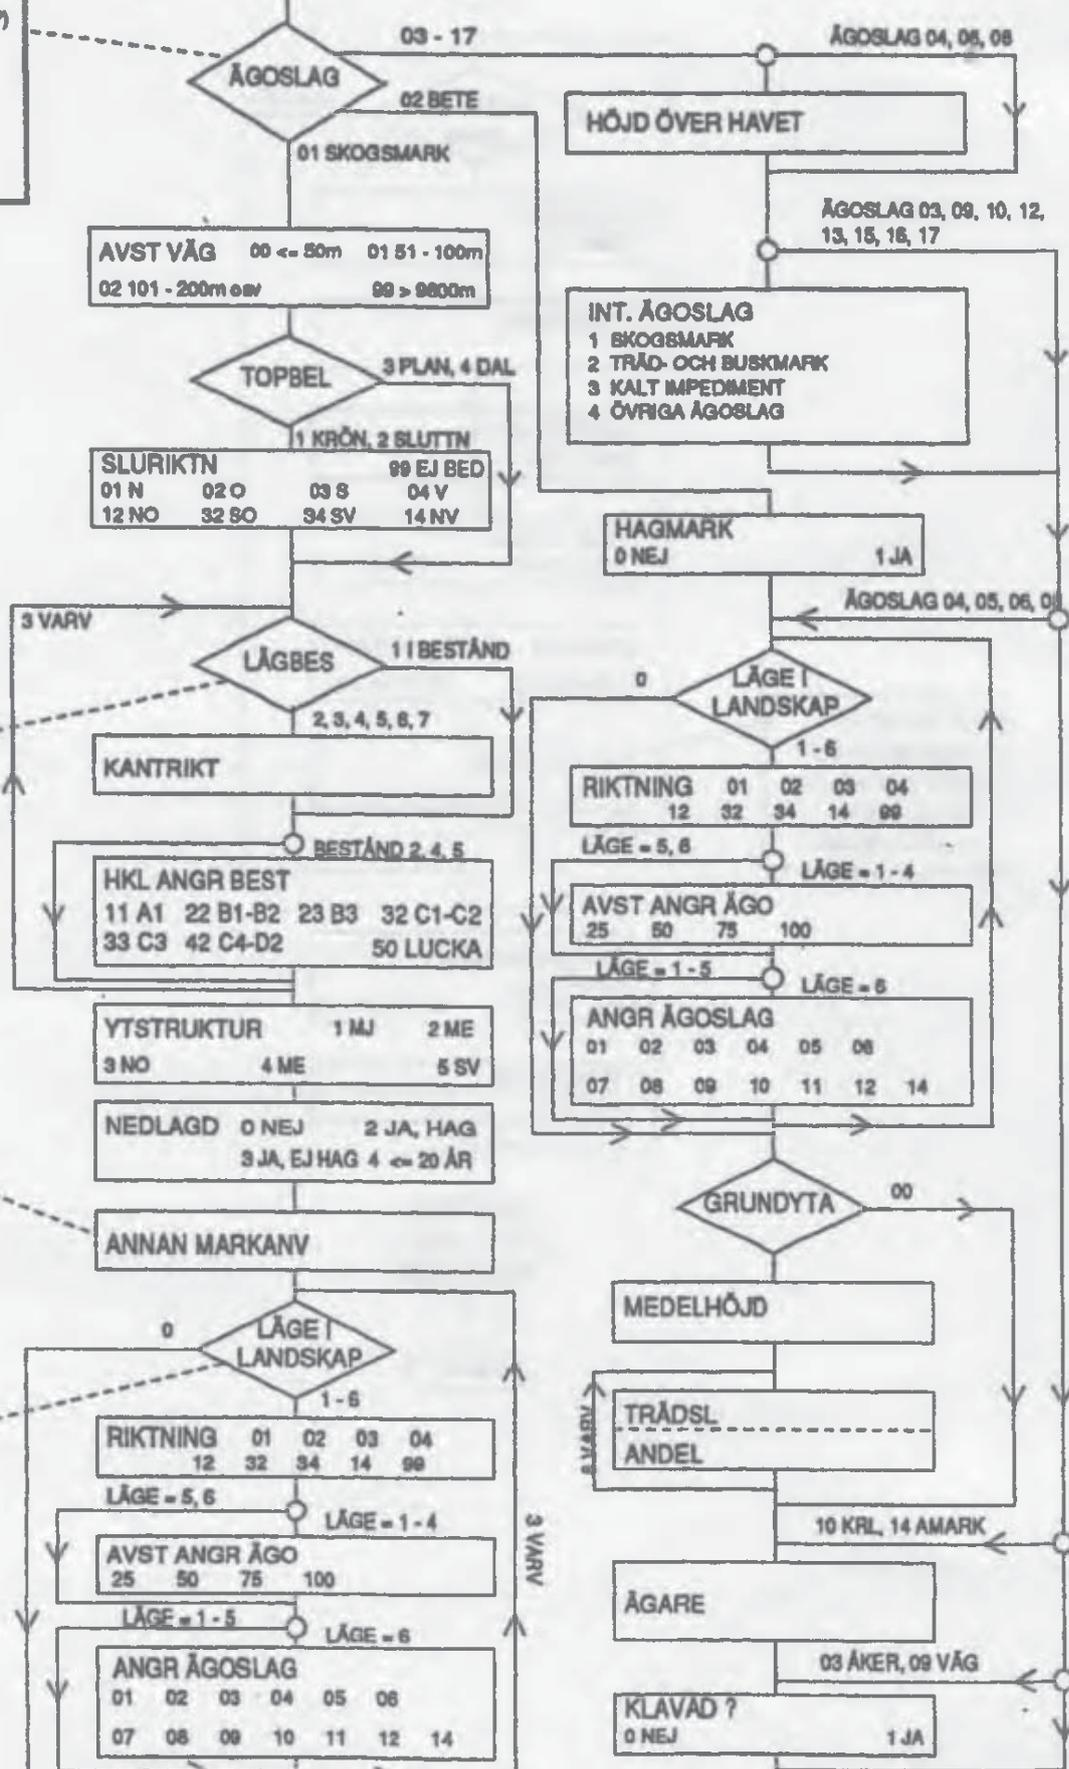 ÄGOSLAG
03 - 17
02 BETE
01 SKOGSMARK
AVST VÄG 00 <= 50m 01 51 - 100m
02 101 - 200m osv 99 > 9800m
TOPBEL
3 PLAN, 4 DAL
1 KRÖN, 2 SLUTTN
SLURIKTN 99 EJ BED
01 N 02 O 03 S 04 V
12 NO 32 SO 34 SV 14 NV
3 VARV
LÄGBES
1 I BESTÅND
2, 3, 4, 5, 6, 7
KANTRIKT
BESTÅND 2, 4, 5
HKL ANGR BEST
11 A1 22 B1-B2 23 B3 32 C1-C2
33 C3 42 C4-D2 50 LUCKA
YTSTRUKTUR 1 MJ 2 ME
3 NO 4 ME 5 SV
NEDLAGD 0 NEJ 2 JA, HAG
3 JA, EJ HAG 4 <= 20 ÅR
ANNAN MARKANV
0
LÄGE I
LANDSKAP
1 - 6
RIKTNING 01 02 03 04
12 32 34 14 99
LÄGE = 5, 6
LÄGE = 1 - 4
AVST ANGR ÄGO
25 50 75 100
LÄGE = 1 - 5
LÄGE = 6
ANGR ÄGOSLAG
01 02 03 04 05 06
07 08 09 10 11 12 14
3 VARV
ÄGOSLAG 04, 06, 08
HÖJD ÖVER HAVET
ÄGOSLAG 03, 09, 10, 12,
13, 15, 16, 17
INT. ÄGOSLAG
1 SKOGSMARK
2 TRÄD- OCH BUSKMARK
3 KALT IMPEDIMENT
4 ÖVRIGA ÄGOSLAG
HAGMARK
0 NEJ 1 JA
ÄGOSLAG 04, 05, 06,
0
LÄGE I
LANDSKAP
1 - 6
RIKTNING 01 02 03 04
12 32 34 14 99
LÄGE = 5, 6
LÄGE = 1 - 4
AVST ANGR ÄGO
25 50 75 100
LÄGE = 1 - 5
LÄGE = 6
ANGR ÄGOSLAG
01 02 03 04 05 06
07 08 09 10 11 12 14
GRUNDYTA
00
MEDELHÖJD
VARV
TRÄDSL
ANDEL
10 KRL, 14 AMARK
ÄGARE
03 ÅKER, 09 VÄG
KLAVAD ?
0 NEJ 1 JA